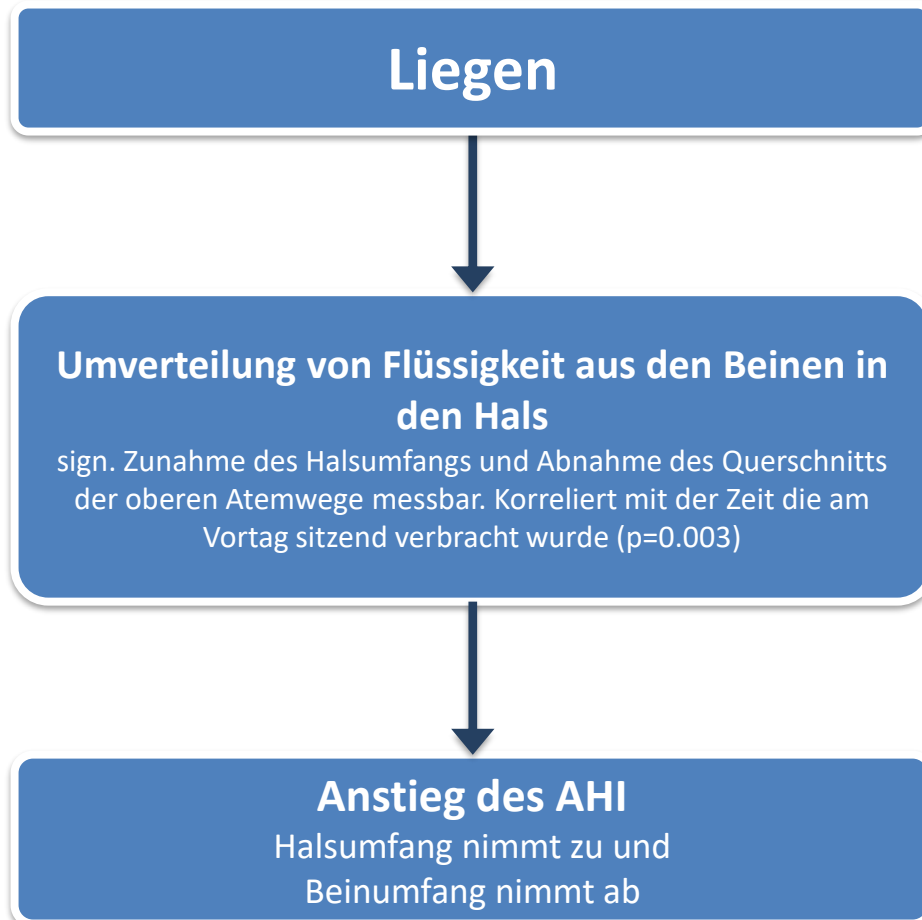 Liegen
Umverteilung von Flüssigkeit aus den Beinen in
den Hals
sign. Zunahme des Halsumfangs und Abnahme des Querschnitts
der oberen Atemwege messbar. Korreliert mit der Zeit die am
Vortag sitzend verbracht wurde (p=0.003)
Anstieg des AHI
Halsumfang nimmt zu und
Beinumfang nimmt ab